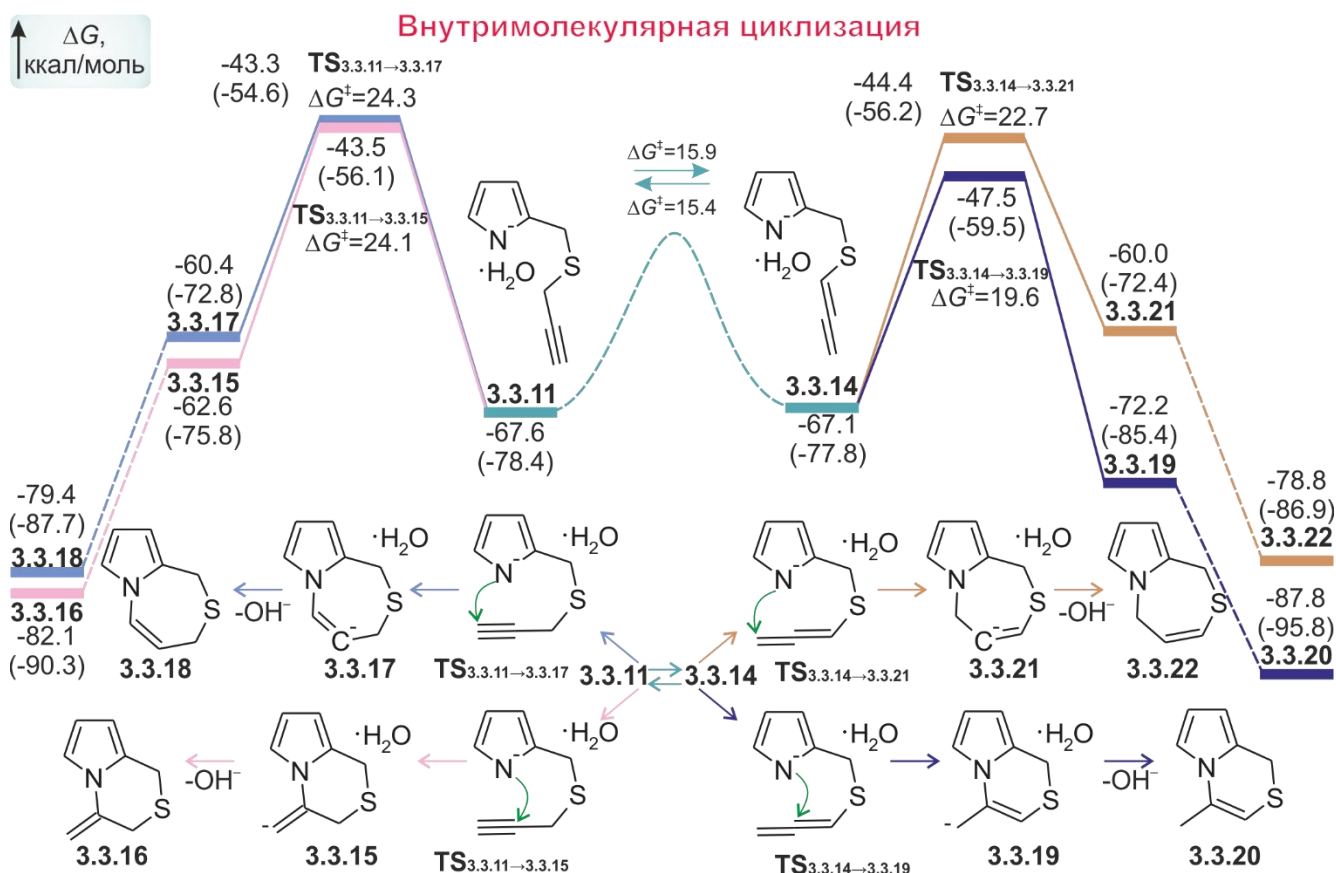 Внутримолекулярная циклизация
ΔG,
ккал/моль
-43.3
(-54.6)
TS3.3.11→3.3.17
ΔG‡=24.3
-43.5
(-56.1)
TS3.3.11→3.3.15
ΔG‡=24.1
-60.4
(-72.8)
3.3.17
3.3.15
-62.6
(-75.8)
-79.4
(-87.7)
3.3.18
3.3.16
-82.1
(-90.3)
N-
·H2O
S
3.3.11
-67.6
(-78.4)
ΔG‡=15.9
ΔG‡=15.4
N-
·H2O
S
3.3.14
-67.1
(-77.8)
-44.4
(-56.2)
TS3.3.14→3.3.21
ΔG‡=22.7
-47.5
(-59.5)
TS3.3.14→3.3.19
ΔG‡=19.6
-60.0
(-72.4)
3.3.21
-72.2
(-85.4)
3.3.19
-78.8
(-86.9)
3.3.22
-87.8
(-95.8)
3.3.20
N
S
3.3.18
-OH–
·H2O
N
S
C-
3.3.17
·H2O
N-
S
TS3.3.11→3.3.17
3.3.11
3.3.14
·H2O
N-
S
TS3.3.14→3.3.21
·H2O
N
S
C-
3.3.21
-OH–
N
S
3.3.22
N
S
3.3.16
-OH–
·H2O
N
S
-
3.3.15
·H2O
N-
S
TS3.3.11→3.3.15
·H2O
N-
S
TS3.3.14→3.3.19
·H2O
N
S
-
3.3.19
-OH–
N
S
3.3.20